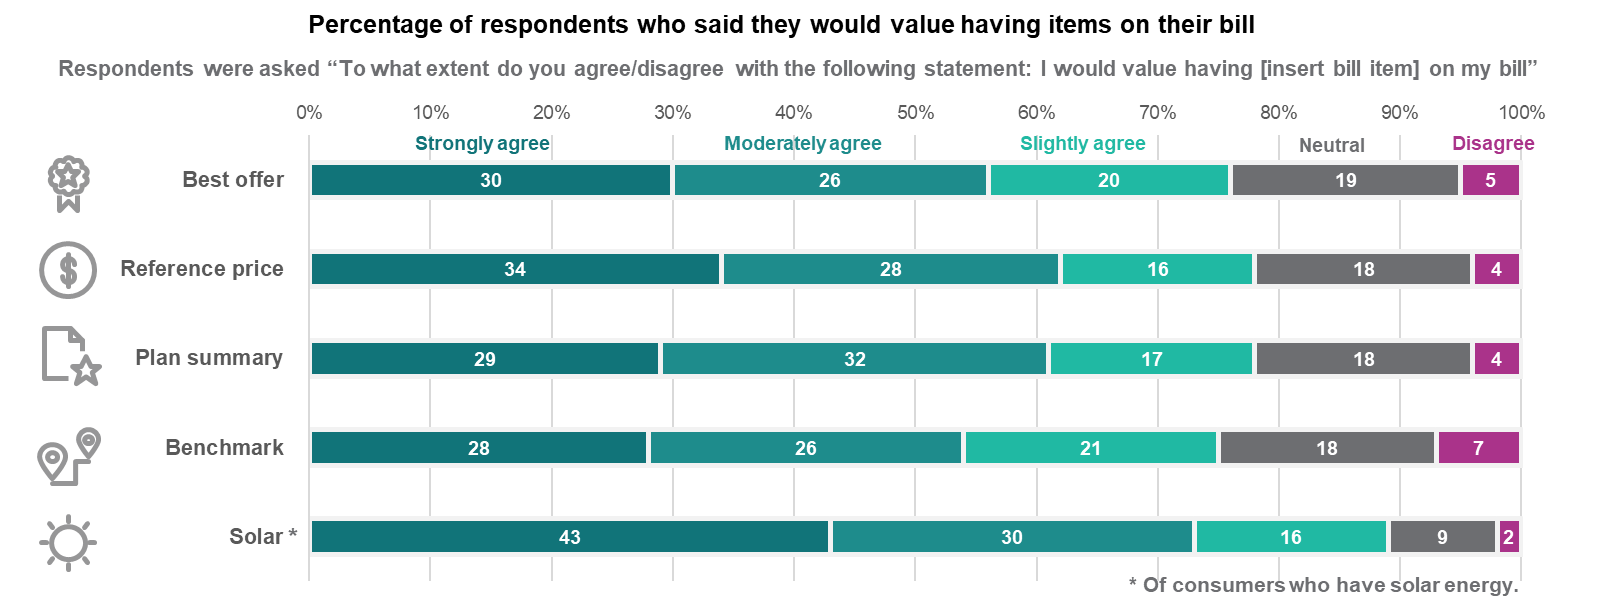 Percentage of respondents who said they would value having items on their bill
Respondents were asked “To what extent do you agree/disagree with the following statement: I would value having [insert bill item] on my bill”
0% 10% 20% 30% 40% 50% 60% 70% 80% 90% 100%
Strongly agree Moderately agree Slightly agree Neutral Disagree
Best offer 30 26 20 19 5
$ Reference price 34 28 16 18 4
Plan summary 29 32 17 18 4
Benchmark 28 26 21 18 7
Solar * 43 30 16 9 2
* Of consumers who have solar energy.